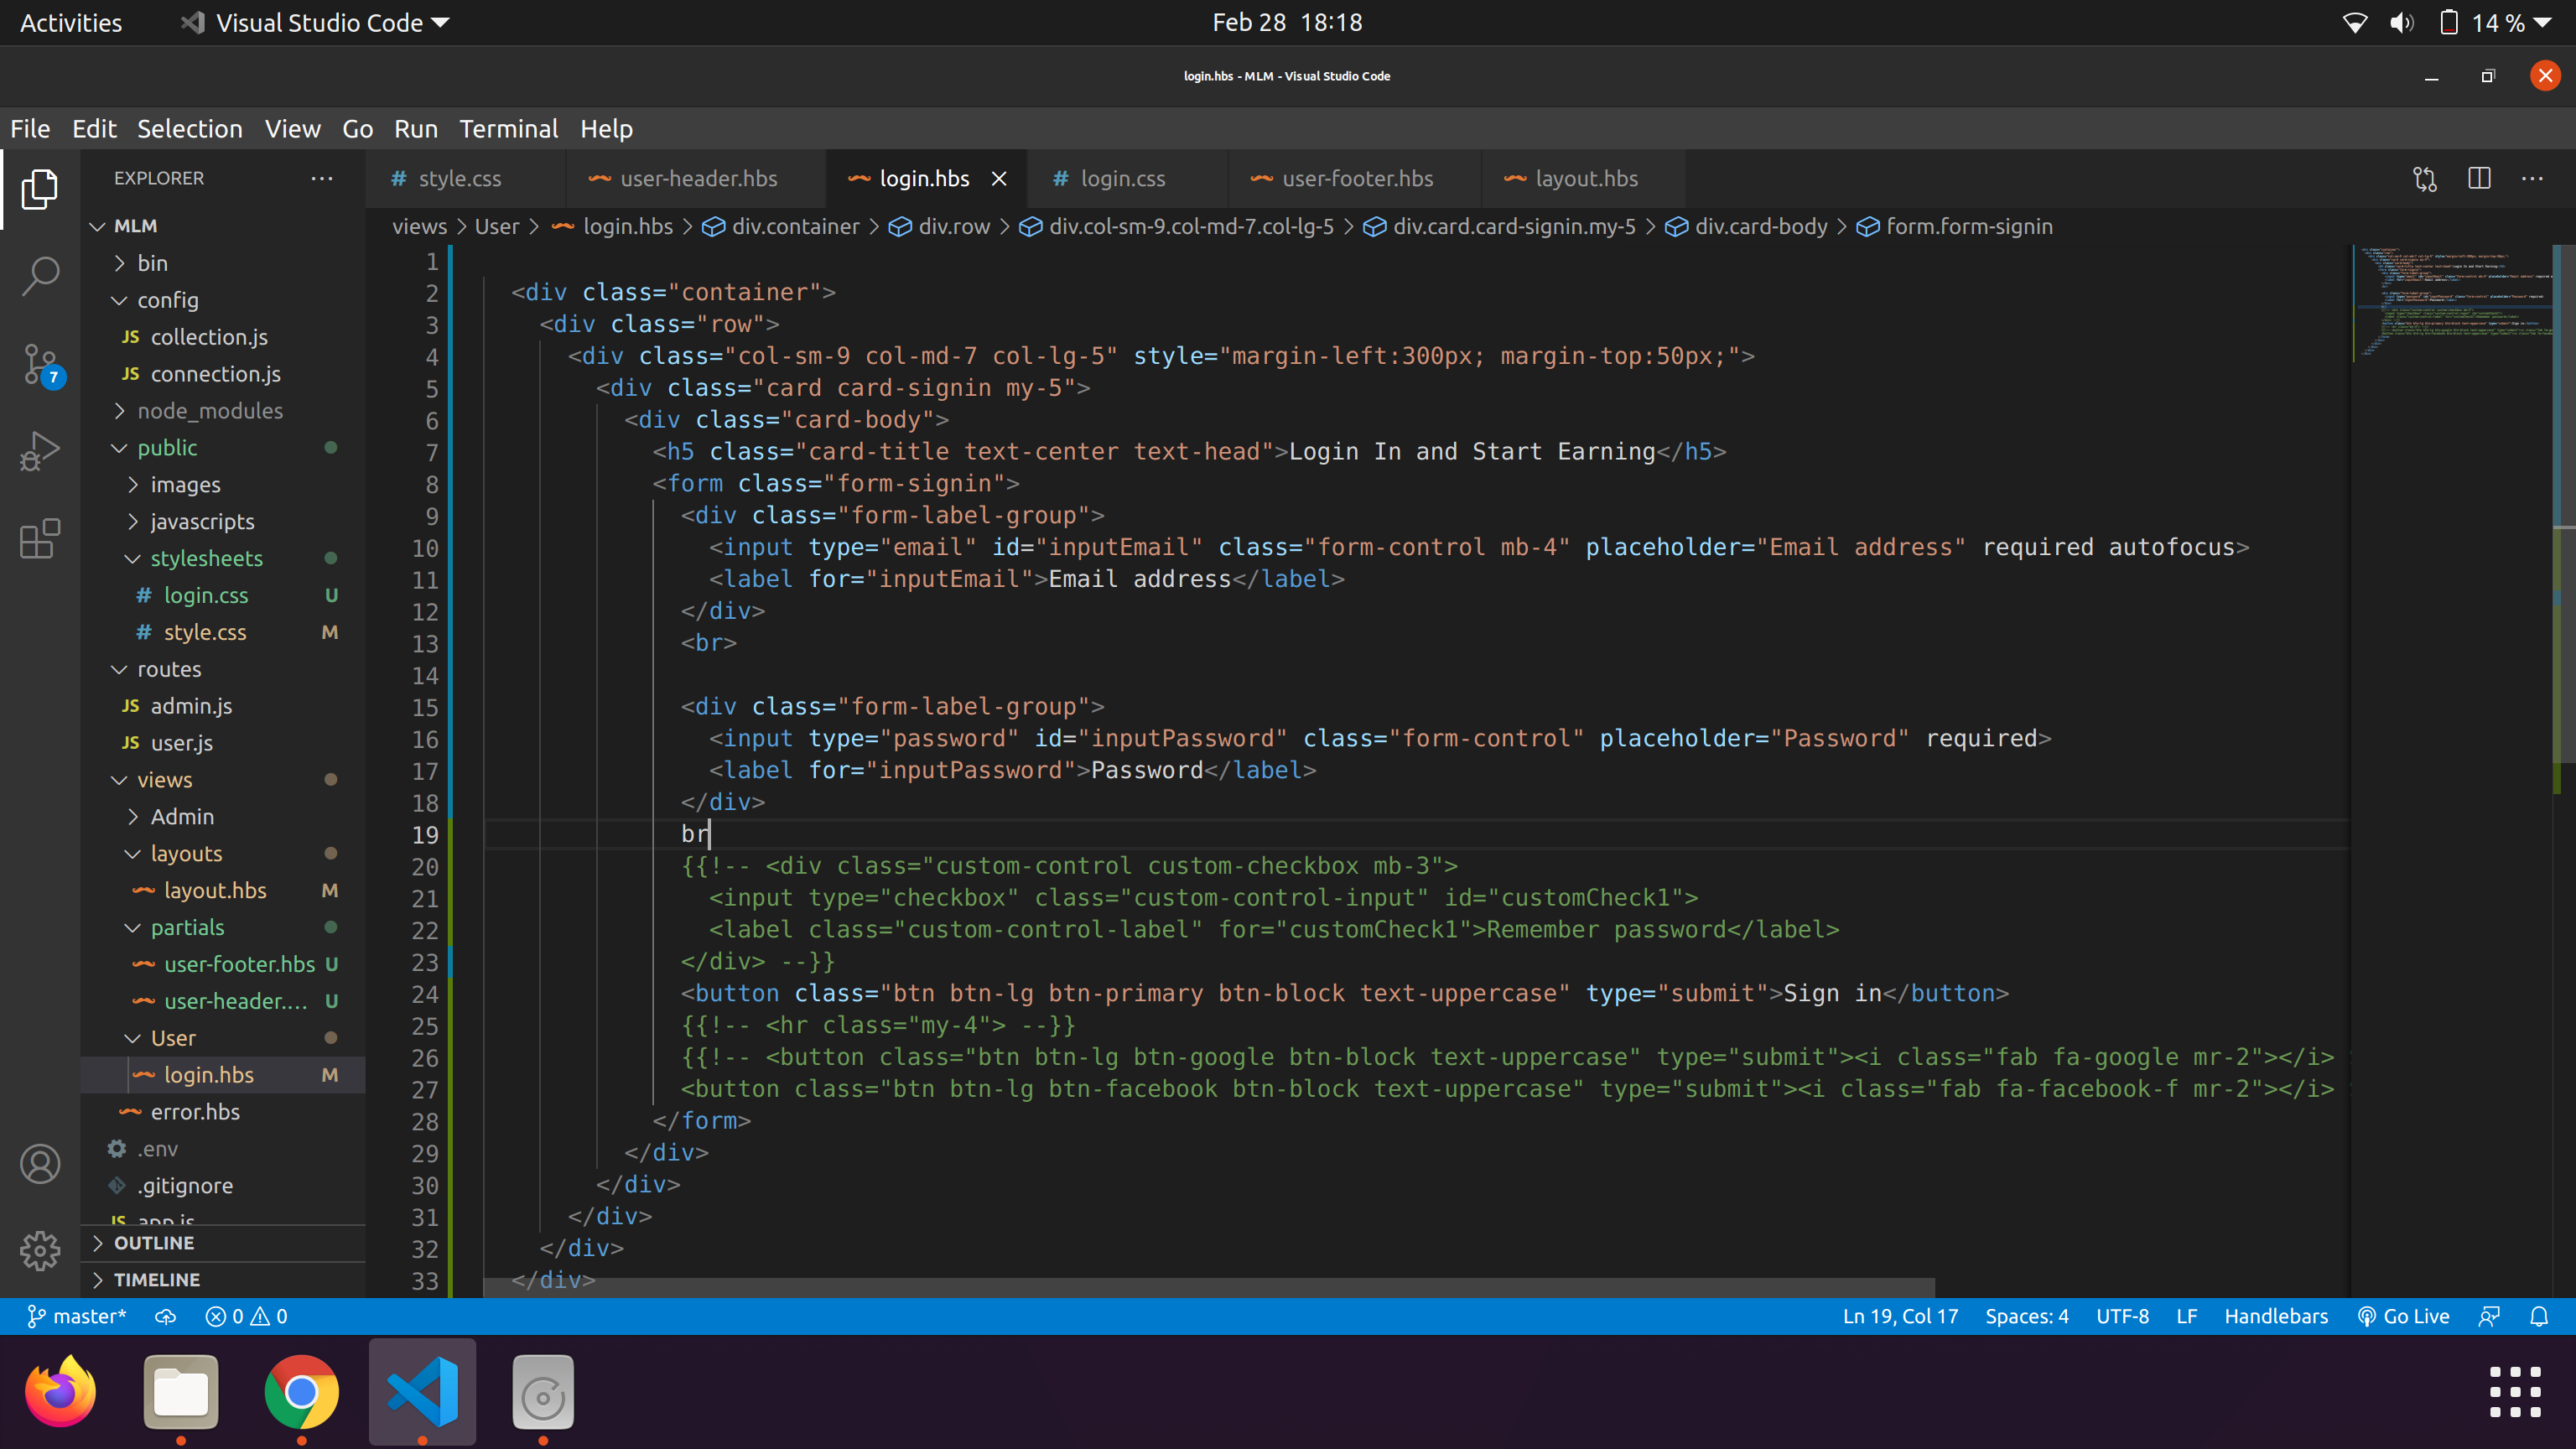 Activities Visual Studio Code Feb 28 18:18 14 %
login.hbs - MLM - Visual Studio Code
File Edit Selection View Go Run Terminal Help
EXPLORER ··· # style.css user-header.hbs login.hbs # login.css user-footer.hbs layout.hbs ···
views > User > login.hbs > div.container > div.row > div.col-sm-9.col-md-7.col-lg-5 > div.card.card-signin.my-5 > div.card-body > form.form-signin
MLM
bin
config
JS collection.js
JS connection.js
node_modules
public
images
javascripts
stylesheets
# login.css U
# style.css M
routes
JS admin.js
JS user.js
views
Admin
layouts
layout.hbs M
partials
user-footer.hbs U
user-header.... U
User
login.hbs M
error.hbs
.env
.gitignore
JS app.js
OUTLINE
TIMELINE
7
1
2 <div class="container">
3 <div class="row">
4 <div class="col-sm-9 col-md-7 col-lg-5" style="margin-left:300px; margin-top:50px;">
5 <div class="card card-signin my-5">
6 <div class="card-body">
7 <h5 class="card-title text-center text-head">Login In and Start Earning</h5>
8 <form class="form-signin">
9 <div class="form-label-group">
10 <input type="email" id="inputEmail" class="form-control mb-4" placeholder="Email address" required autofocus>
11 <label for="inputEmail">Email address</label>
12 </div>
13 <br>
14
15 <div class="form-label-group">
16 <input type="password" id="inputPassword" class="form-control" placeholder="Password" required>
17 <label for="inputPassword">Password</label>
18 </div>
19 br
20 {{!-- <div class="custom-control custom-checkbox mb-3">
21 <input type="checkbox" class="custom-control-input" id="customCheck1">
22 <label class="custom-control-label" for="customCheck1">Remember password</label>
23 </div> --}}
24 <button class="btn btn-lg btn-primary btn-block text-uppercase" type="submit">Sign in</button>
25 {{!-- <hr class="my-4"> --}}
26 {{!-- <button class="btn btn-lg btn-google btn-block text-uppercase" type="submit"><i class="fab fa-google mr-2"></i>
27 <button class="btn btn-lg btn-facebook btn-block text-uppercase" type="submit"><i class="fab fa-facebook-f mr-2"></i>
28 </form>
29 </div>
30 </div>
31 </div>
32 </div>
33 </div>
master* 0 0 Ln 19, Col 17 Spaces: 4 UTF-8 LF Handlebars Go Live